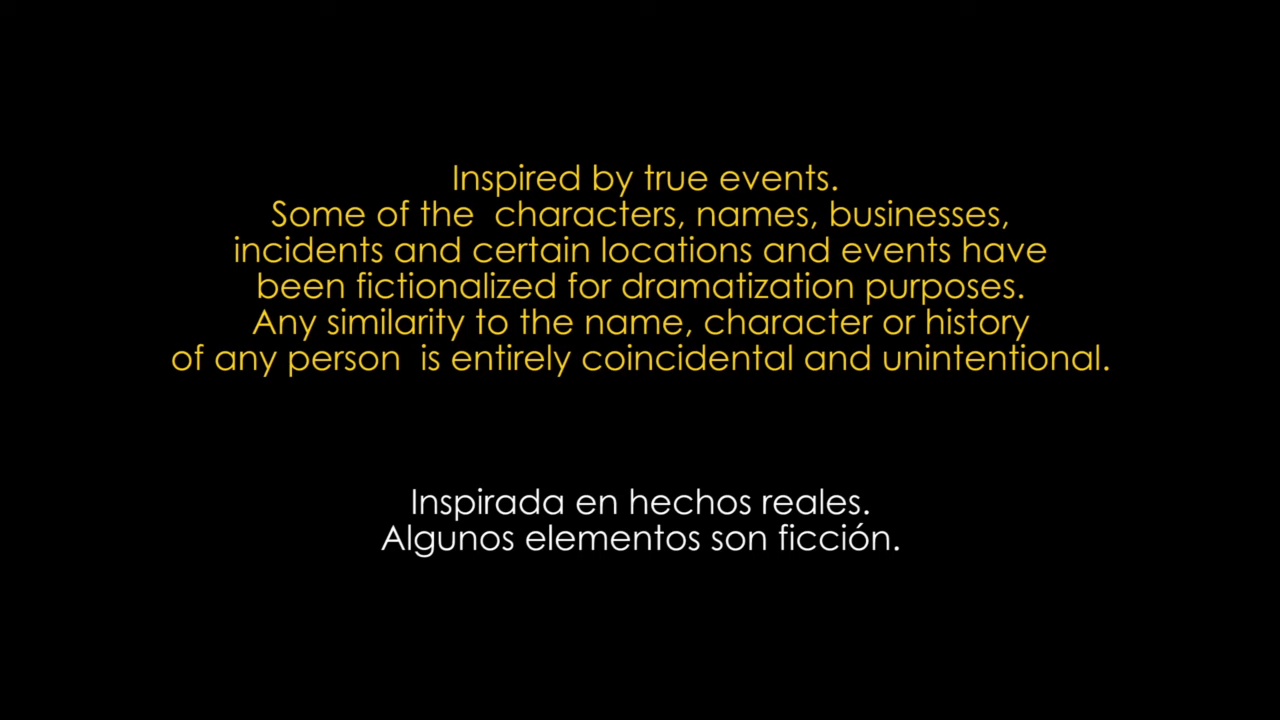 Inspired by true events.
Some of the  characters, names, businesses,
incidents and certain locations and events have
been fictionalized for dramatization purposes.
Any similarity to the name, character or history
of any person  is entirely coincidental and unintentional.
Inspirada en hechos reales.
Algunos elementos son ficción.